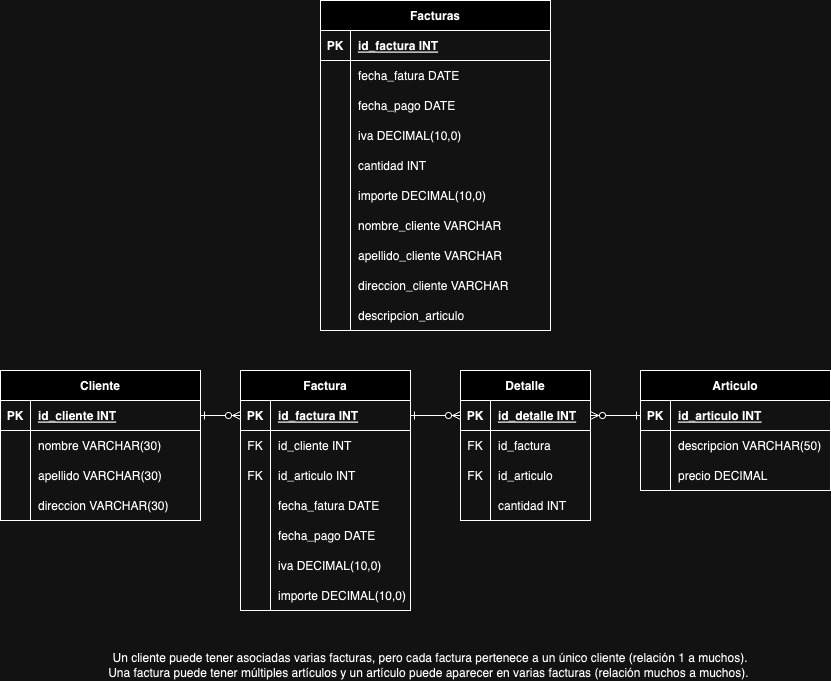 Facturas
PK id_factura INT
fecha_fatura DATE
fecha_pago DATE
iva DECIMAL(10,0)
cantidad INT
importe DECIMAL(10,0)
nombre_cliente VARCHAR
apellido_cliente VARCHAR
direccion_cliente VARCHAR
descripcion_articulo
Cliente
PK id_cliente INT
nombre VARCHAR(30)
apellido VARCHAR(30)
direccion VARCHAR(30)
Factura
PK id_factura INT
FK id_cliente INT
FK id_articulo INT
fecha_fatura DATE
fecha_pago DATE
iva DECIMAL(10,0)
importe DECIMAL(10,0)
Detalle
PK id_detalle INT
FK id_factura
FK id_articulo
cantidad INT
Articulo
PK id_articulo INT
descripcion VARCHAR(50)
precio DECIMAL
Un cliente puede tener asociadas varias facturas, pero cada factura pertenece a un único cliente (relación 1 a muchos).
Una factura puede tener múltiples artículos y un artículo puede aparecer en varias facturas (relación muchos a muchos).